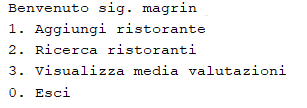 Benvenuto sig. magrin
1. Aggiungi ristorante
2. Ricerca ristoranti
3. Visualizza media valutazioni
0. Esci